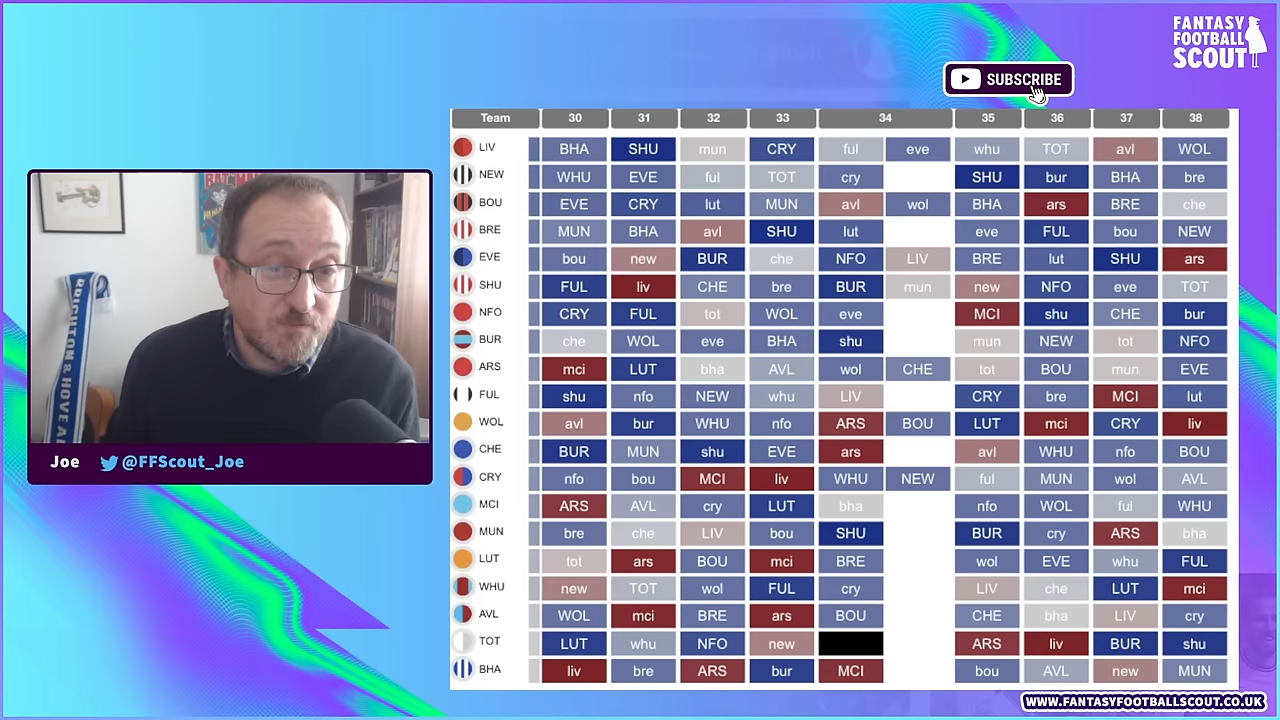 FANTASY
FOOTBALL
SCOUT
SUBSCRIBE
Team 30 31 32 33 34 35 36 37 38
LIV BHA SHU mun CRY ful eve whu TOT avl WOL
NEW WHU EVE ful TOT cry SHU bur BHA bre
BOU EVE CRY lut MUN avl wol BHA ars BRE che
BRE MUN BHA avl SHU lut eve FUL bou NEW
EVE bou new BUR che NFO LIV BRE lut SHU ars
SHU FUL liv CHE bre BUR mun new NFO eve TOT
NFO CRY FUL tot WOL eve MCI shu CHE bur
BUR che WOL eve BHA shu mun NEW tot NFO
ARS mci LUT bha AVL wol CHE tot BOU mun EVE
FUL shu nfo NEW whu LIV CRY bre MCI lut
WOL avl bur WHU nfo ARS BOU LUT mci CRY liv
CHE BUR MUN shu EVE ars avl WHU nfo BOU
CRY nfo bou MCI liv WHU NEW ful MUN wol AVL
MCI ARS AVL cry LUT bha nfo WOL ful WHU
MUN bre che LIV bou SHU BUR cry ARS bha
LUT tot ars BOU mci BRE wol EVE whu FUL
WHU new TOT wol FUL cry LIV che LUT mci
AVL WOL mci BRE ars BOU CHE bha LIV cry
TOT LUT whu NFO new ARS liv BUR shu
BHA liv bre ARS bur MCI bou AVL new MUN
BRIGHTON & HOVE A
Joe @FFScout_Joe
WWW.FANTASYFOOTBALLSCOUT.CO.UK